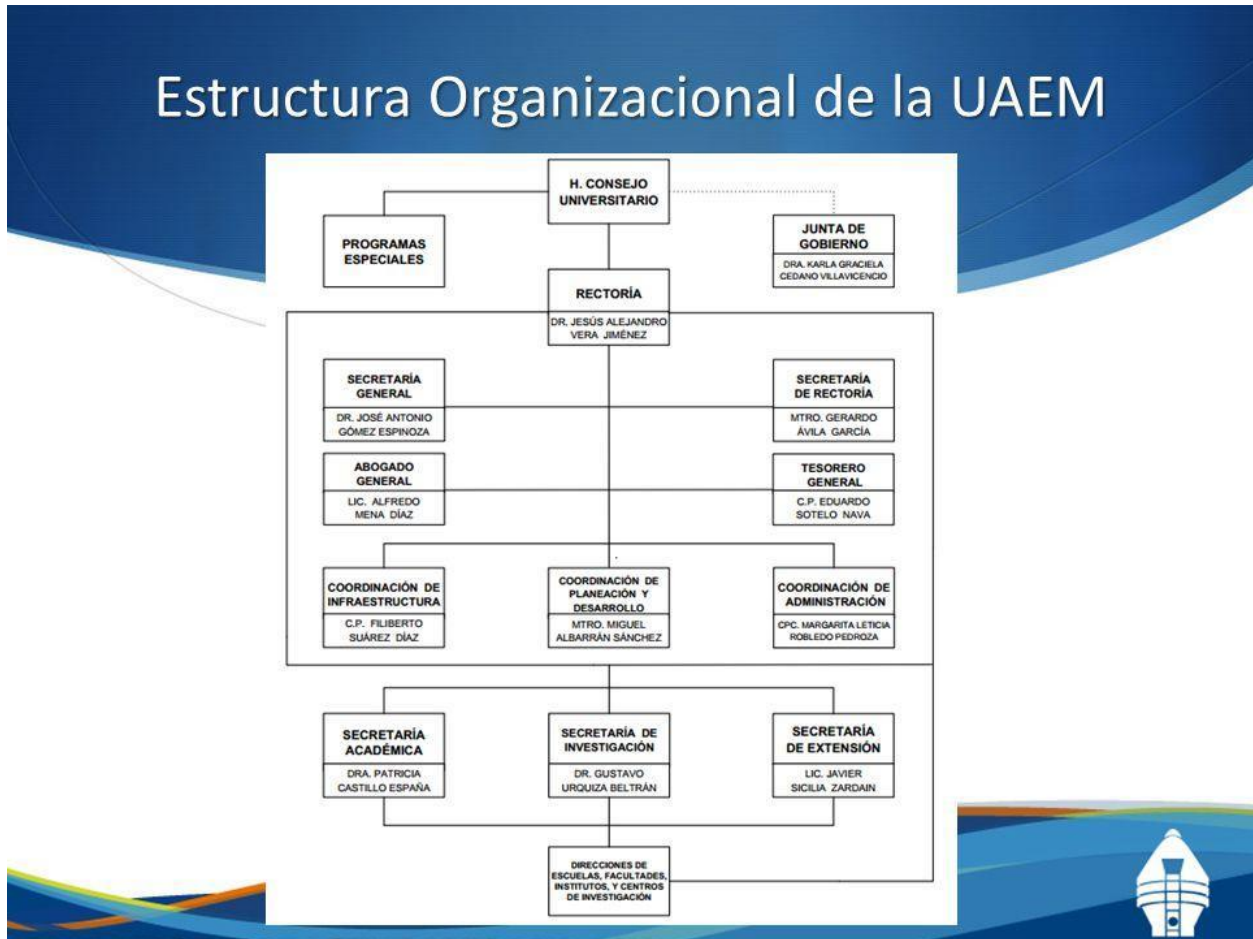 Estructura Organizacional de la UAEM
H. CONSEJO
UNIVERSITARIO
PROGRAMAS
ESPECIALES
JUNTA DE
GOBIERNO
DRA. KARLA GRACIELA
CEDANO VILLAVICENCIO
RECTORÍA
DR. JESÚS ALEJANDRO
VERA JIMÉNEZ
SECRETARÍA
GENERAL
DR. JOSÉ ANTONIO
GÓMEZ ESPINOZA
SECRETARÍA
DE RECTORÍA
MTRO. GERARDO
ÁVILA GARCÍA
ABOGADO
GENERAL
LIC. ALFREDO
MENA DÍAZ
TESORERO
GENERAL
C.P. EDUARDO
SOTELO NAVA
COORDINACIÓN DE
INFRAESTRUCTURA
C.P. FILIBERTO
SUÁREZ DÍAZ
COORDINACIÓN DE
PLANEACIÓN Y
DESARROLLO
MTRO. MIGUEL
ALBARRÁN SÁNCHEZ
COORDINACIÓN DE
ADMINISTRACIÓN
CPC. MARGARITA LETICIA
ROBLEDO PEDROZA
SECRETARÍA
ACADÉMICA
DRA. PATRICIA
CASTILLO ESPAÑA
SECRETARÍA DE
INVESTIGACIÓN
DR. GUSTAVO
URQUIZA BELTRÁN
SECRETARÍA
DE EXTENSIÓN
LIC. JAVIER
SICILIA ZARDAIN
DIRECCIONES DE
ESCUELAS, FACULTADES,
INSTITUTOS, Y CENTROS
DE INVESTIGACIÓN